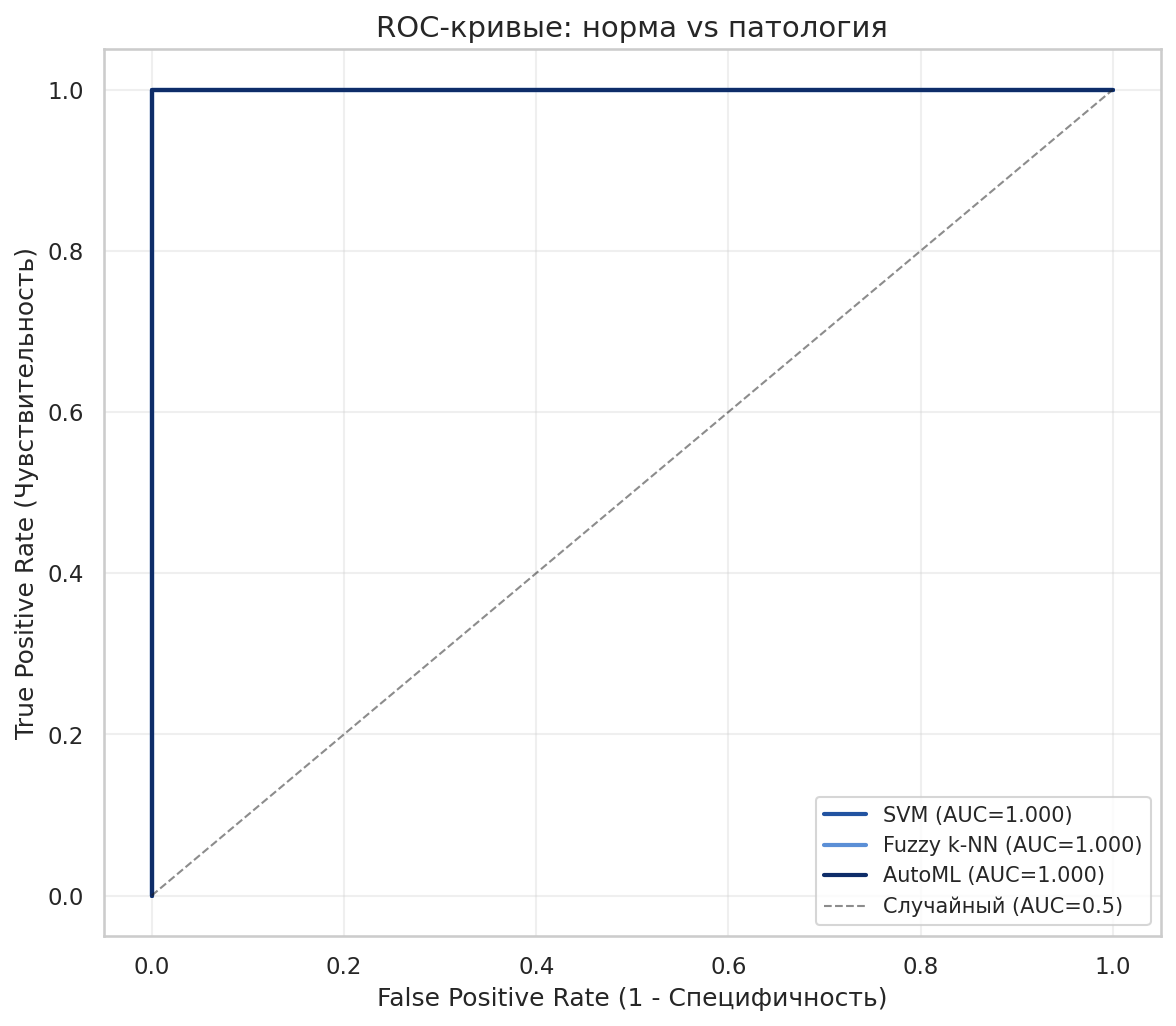 ROC-кривые: норма vs патология
True Positive Rate (Чувствительность)
1.0
0.8
0.6
0.4
0.2
0.0
SVM (AUC=1.000)
Fuzzy k-NN (AUC=1.000)
AutoML (AUC=1.000)
Случайный (AUC=0.5)
0.0 0.2 0.4 0.6 0.8 1.0
False Positive Rate (1 - Специфичность)